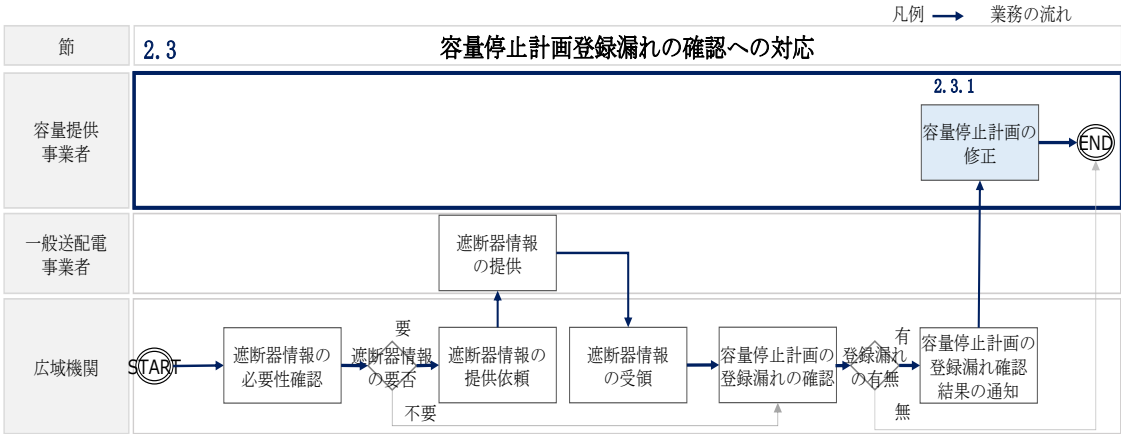 凡例 業務の流れ
節
2.3 容量停止計画登録漏れの確認への対応
容量提供
事業者
2.3.1
容量停止計画の
修正
END
一般送配電
事業者
遮断器情報
の提供
広域機関
START
遮断器情報の
必要性確認
遮断器情報
の要否
要
不要
遮断器情報の
提供依頼
遮断器情報
の受領
容量停止計画の
登録漏れの確認
登録漏れ
の有無
有
無
容量停止計画の
登録漏れ確認
結果の通知